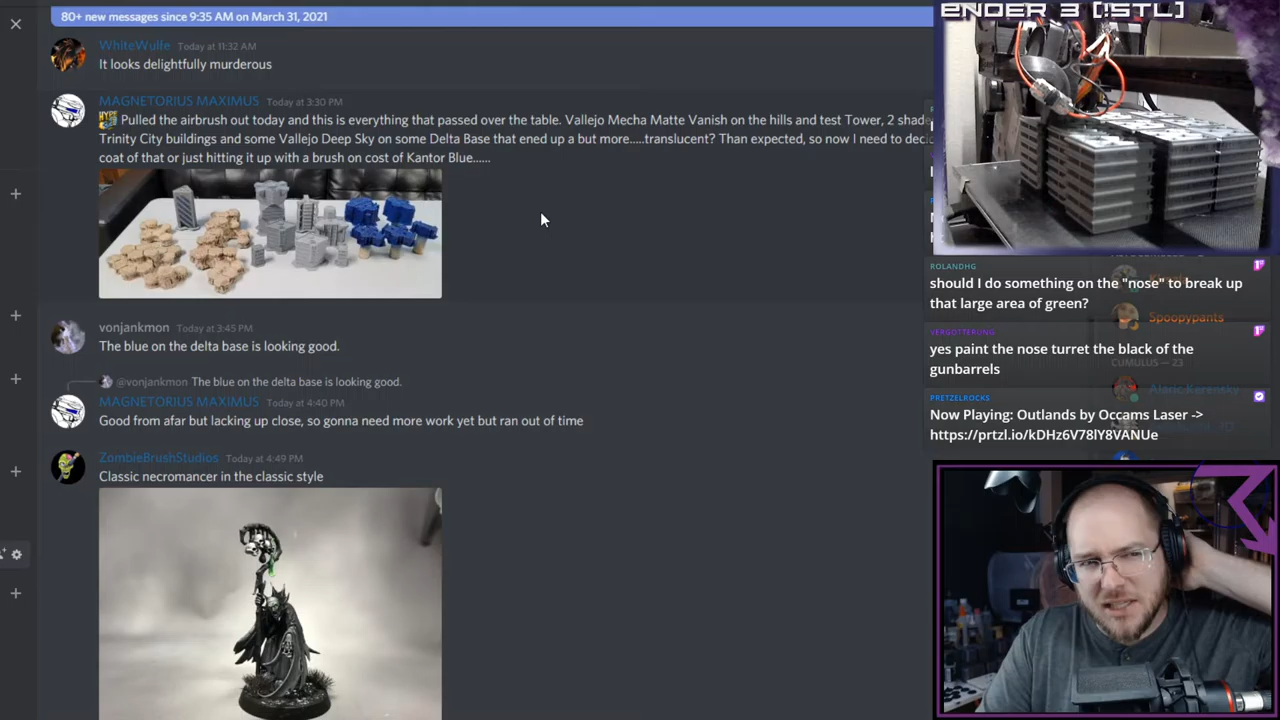 80+ new messages since 9:35 AM on March 31, 2021
WhiteWulfe Today at 11:32 AM
It looks delightfully murderous
MAGNETORIUS MAXIMUS Today at 3:30 PM
Pulled the airbrush out today and this is everything that passed over the table. Vallejo Mecha Matte Vanish on the hills and test Tower, 2 shade
Trinity City buildings and some Vallejo Deep Sky on some Delta Base that ened up a but more.....translucent? Than expected, so now I need to deci
coat of that or just hitting it up with a brush on cost of Kantor Blue......
vonjankmon Today at 3:45 PM
The blue on the delta base is looking good.
@vonjankmon The blue on the delta base is looking good.
MAGNETORIUS MAXIMUS Today at 4:40 PM
Good from afar but lacking up close, so gonna need more work yet but ran out of time
ZombieBrushStudios Today at 4:49 PM
Classic necromancer in the classic style
ENDER 3 [!STL]
ROLANDHG
should I do something on the "nose" to break up
that large area of green?
Spoopypants
VERGOTTERUNG
yes paint the nose turret the black of the
gunbarrels
CUMULUS — 23
Alaric Kerensky
PRETZELROCKS
Now Playing: Outlands by Occams Laser ->
https://prtzl.io/kDHz6V78lY8VANUe